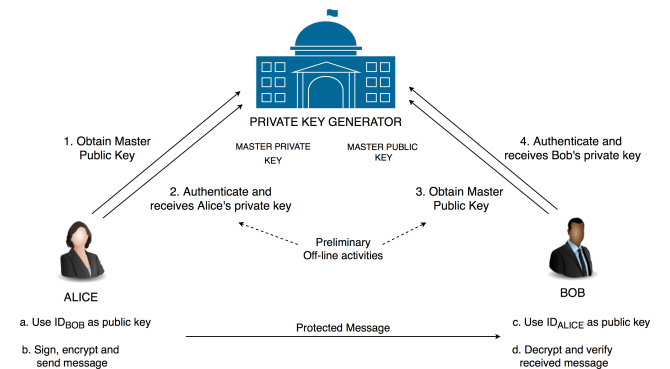 PRIVATE KEY GENERATOR
MASTER PRIVATE
KEY
MASTER PUBLIC
KEY
1. Obtain Master
Public Key
2. Authenticate and
receives Alice's private key
3. Obtain Master
Public Key
4. Authenticate and
receives Bob's private key
Preliminary
Off-line activities
ALICE
BOB
a. Use IDBOB as public key
b. Sign, encrypt and
send message
Protected Message
c. Use IDALICE as public key
d. Decrypt and verify
received message